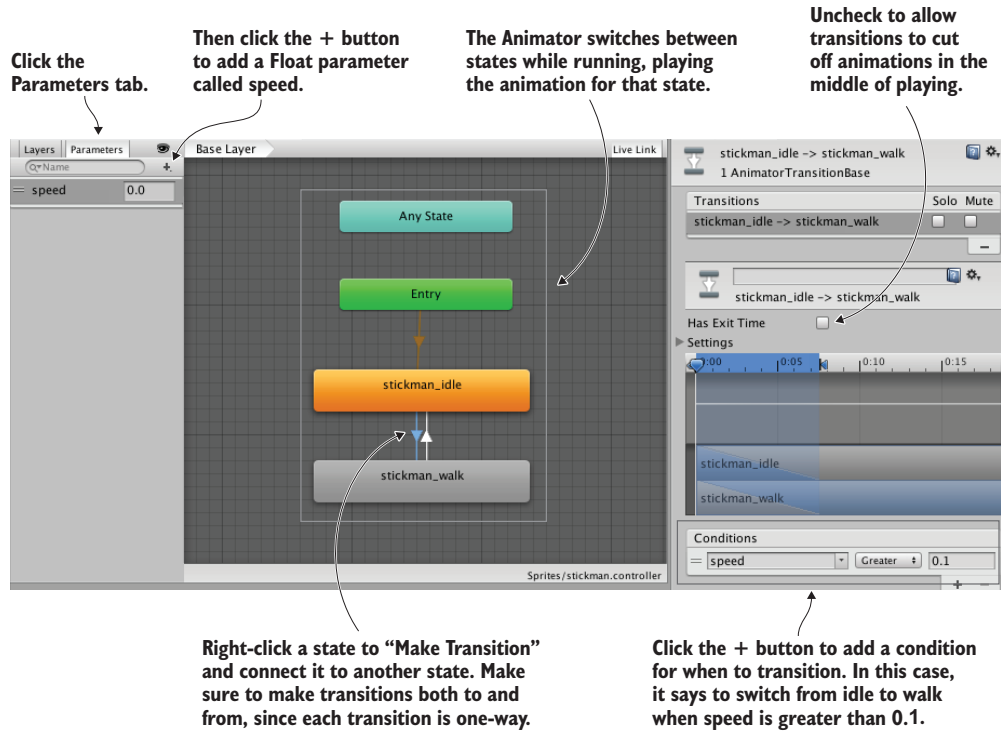 Click the
Parameters tab.
Then click the + button
to add a Float parameter
called speed.
The Animator switches between
states while running, playing
the animation for that state.
Uncheck to allow
transitions to cut
off animations in the
middle of playing.
Layers Parameters
Name
speed 0.0
Base Layer Live Link
Any State
Entry
stickman_idle
stickman_walk
Sprites/stickman.controller
stickman_idle -> stickman_walk
1 AnimatorTransitionBase
Transitions Solo Mute
stickman_idle -> stickman_walk
stickman_idle -> stickman_walk
Has Exit Time
Settings
0:00 0:05 0:10 0:15
stickman_idle
stickman_walk
Conditions
speed Greater 0.1
Right-click a state to “Make Transition”
and connect it to another state. Make
sure to make transitions both to and
from, since each transition is one-way.
Click the + button to add a condition
for when to transition. In this case,
it says to switch from idle to walk
when speed is greater than 0.1.